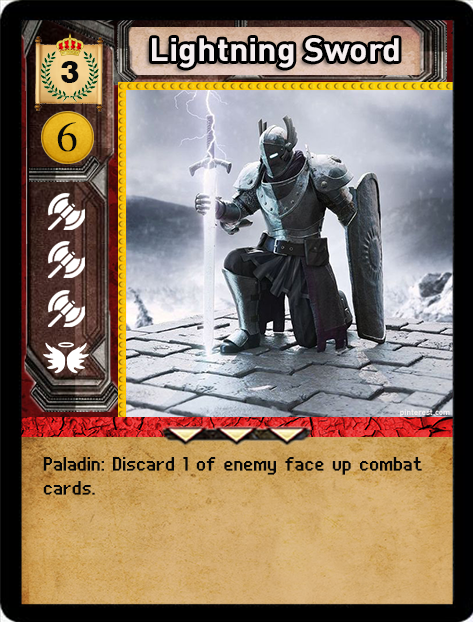 Lightning Sword
3
6
pinterest.com
Paladin: Discard 1 of enemy face up combat
cards.